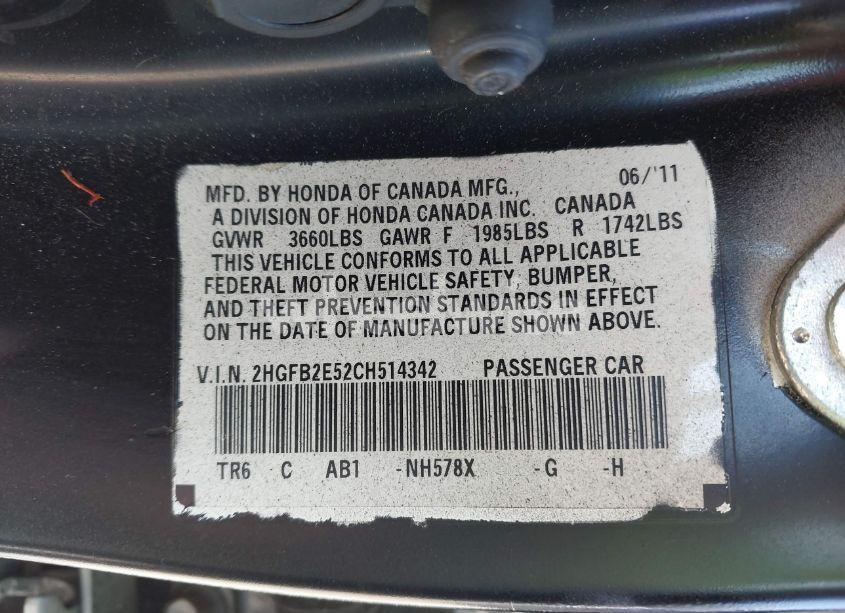 06/'11
MFD. BY HONDA OF CANADA MFG.,
A DIVISION OF HONDA CANADA INC. CANADA
GVWR 3660LBS GAWR F 1985LBS R 1742LBS
THIS VEHICLE CONFORMS TO ALL APPLICABLE
FEDERAL MOTOR VEHICLE SAFETY, BUMPER,
AND THEFT PREVENTION STANDARDS IN EFFECT
ON THE DATE OF MANUFACTURE SHOWN ABOVE.
V.I.N. 2HGFB2E52CH514342 PASSENGER CAR
TR6 C AB1 -NH578X -G -H